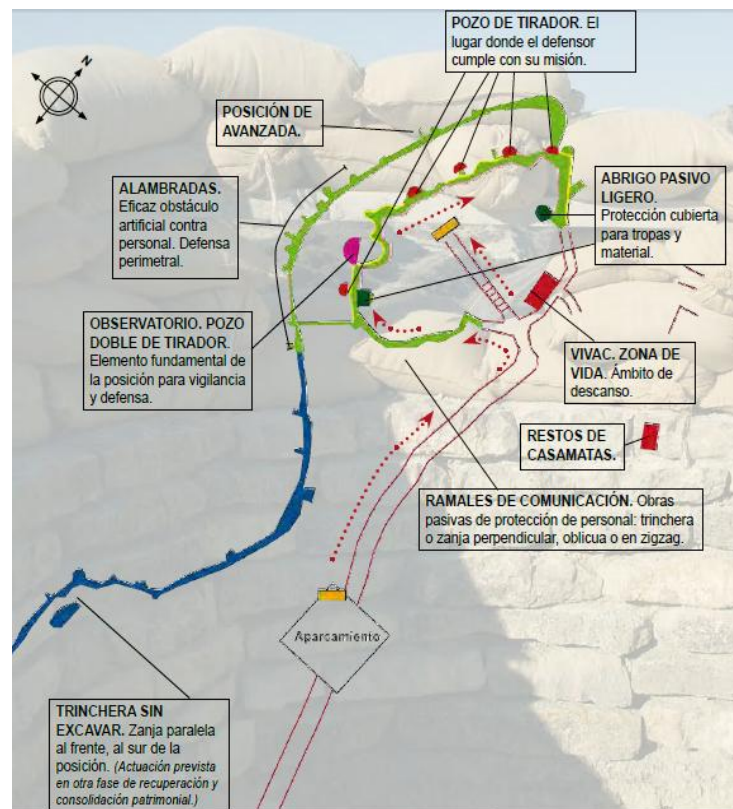 POZO DE TIRADOR. El
lugar donde el defensor
cumple con su misión.
N
POSICIÓN DE
AVANZADA.
ALAMBRADAS.
Eficaz obstáculo
artificial contra
personal. Defensa
perimetral.
ABRIGO PASIVO
LIGERO.
Protección cubierta
para tropas y
material.
OBSERVATORIO. POZO
DOBLE DE TIRADOR.
Elemento fundamental de
la posición para vigilancia
y defensa.
VIVAC. ZONA DE
VIDA. Ámbito de
descanso.
RESTOS DE
CASAMATAS.
RAMALES DE COMUNICACIÓN. Obras
pasivas de protección de personal: trinchera
o zanja perpendicular, oblicua o en zigzag.
Aparcamiento
TRINCHERA SIN
EXCAVAR. Zanja paralela
al frente, al sur de la
posición. (Actuación prevista
en otra fase de recuperación y
consolidación patrimonial.)